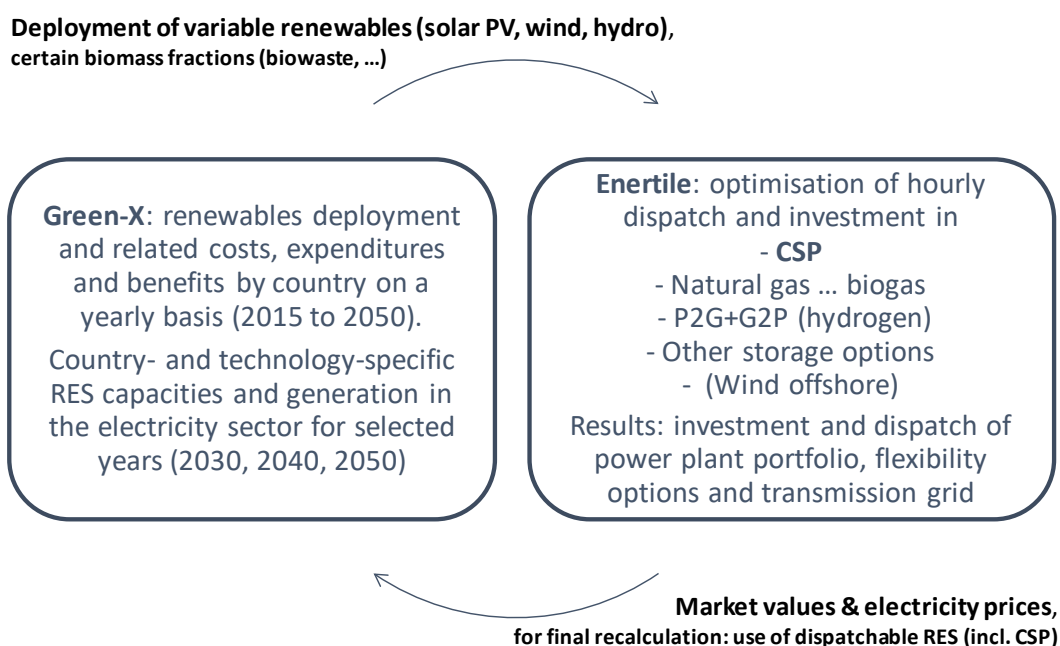 Deployment of variable renewables (solar PV, wind, hydro),
certain biomass fractions (biowaste, …)
Green-X: renewables deployment
and related costs, expenditures
and benefits by country on a
yearly basis (2015 to 2050).
Country- and technology-specific
RES capacities and generation in
the electricity sector for selected
years (2030, 2040, 2050)
Enertile: optimisation of hourly
dispatch and investment in
- CSP
- Natural gas … biogas
- P2G+G2P (hydrogen)
- Other storage options
- (Wind offshore)
Results: investment and dispatch of
power plant portfolio, flexibility
options and transmission grid
Market values & electricity prices,
for final recalculation: use of dispatchable RES (incl. CSP)